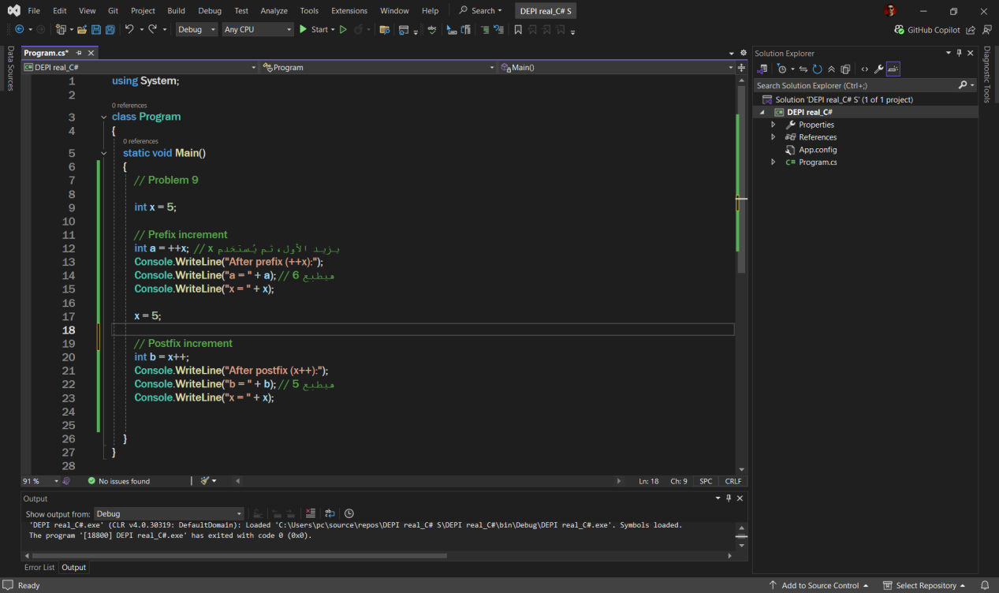 File Edit View Git Project Build Debug Test Analyze Tools Extensions Window Help Search DEPI real_C# S
Debug Any CPU Start GitHub Copilot
Data Sources
Program.cs*
DEPI real_C# Program Main()
1 using System;
2
0 references
3 class Program
4 {
0 references
5 static void Main()
6 {
7 // Problem 9
8
9 int x = 5;
10
11 // Prefix increment
12 int a = ++x; // x يزيد الأول، ثم يُستخدم
13 Console.WriteLine("After prefix (++x):");
14 Console.WriteLine("a = " + a); // 6 هيطبع
15 Console.WriteLine("x = " + x);
16
17 x = 5;
18
19 // Postfix increment
20 int b = x++;
21 Console.WriteLine("After postfix (x++):");
22 Console.WriteLine("b = " + b); // 5 هيطبع
23 Console.WriteLine("x = " + x);
24
25
26 }
27 }
28
91 % No issues found Ln: 18 Ch: 9 SPC CRLF
Output
Show output from: Debug
'DEPI real_C#.exe' (CLR v4.0.30319: DefaultDomain): Loaded 'C:\Users\pc\source\repos\DEPI real_C# S\DEPI real_C#\bin\Debug\DEPI real_C#.exe'. Symbols loaded.
The program '[18800] DEPI real_C#.exe' has exited with code 0 (0x0).
Error List Output
Solution Explorer
Search Solution Explorer (Ctrl+;)
Solution 'DEPI real_C# S' (1 of 1 project)
DEPI real_C#
Properties
References
App.config
C# Program.cs
Diagnostic Tools
Ready Add to Source Control Select Repository